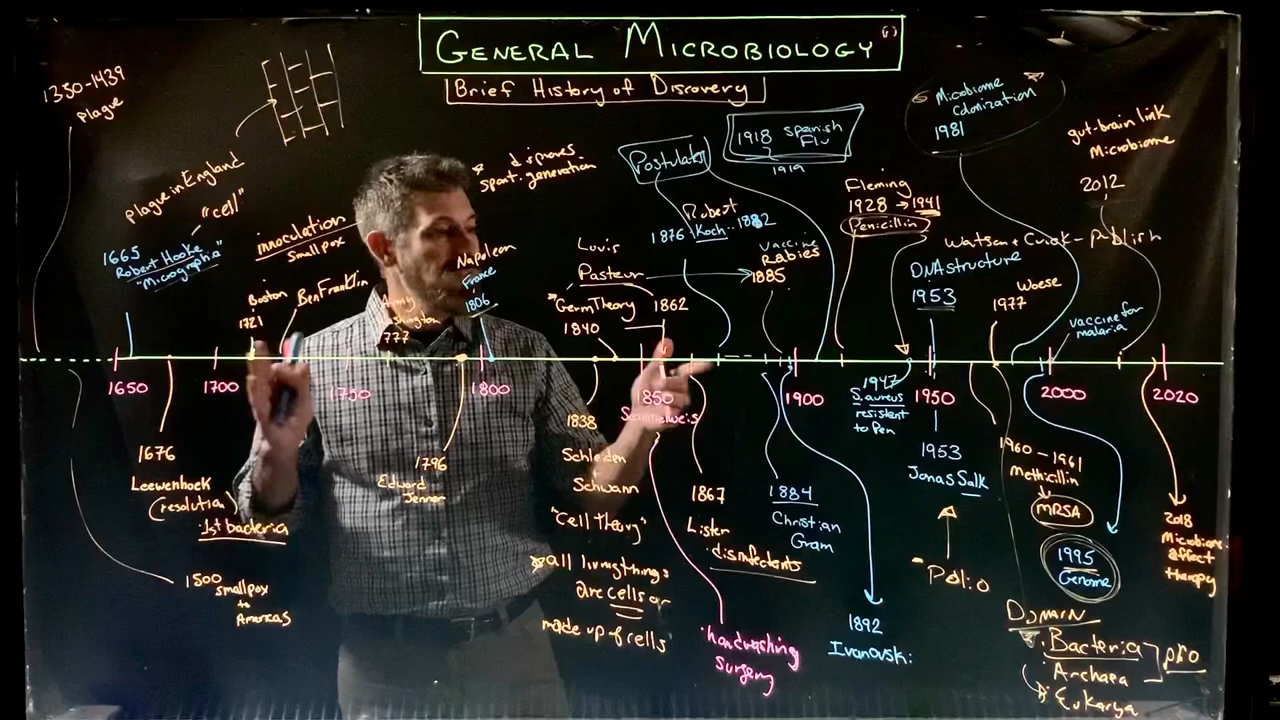 GENERAL MICROBIOLOGY
Brief History of Discovery
1350-1439
plague
plague in England
"cell"
1665
Robert Hooke
"Micrographia"
innoculation
smallpox
Boston
1721
Ben Franklin
777
Napolean
France
1806
* disproves
spont. generation
Louis
Pasteur
Germ Theory
1840
1862
Postulates
1918 Spanish
Flu
1919
Robert
Koch
1876
1882
vaccine
Rabies
1885
Fleming
1928 → 1941
Penicillin
Microbiome
Colonization
1981
gut-brain link
Microbiome
2012
Watson + Crick - publish
DNA structure
1953
Woese
1977
vaccine for
malaria
1650
1700
1750
1800
850
1900
1950
2000
2020
1676
Leewenhoek
(resolution)
1st bacteria
1500
smallpox
to
Americas
1796
Edward
Jenner
1838
Schleiden
Schwann
"Cell Theory"
all living things
are cells or
made up of cells
Semmelweis
handwashing
surgery
1867
Lister
disinfectants
1884
Christian
Gram
1892
Ivanovski
1947
S. aureus
resistent
to Pen
1953
Jonas Salk
Polio
1960-1961
Methicillin
MRSA
1995
Genome
DOMAIN
Bacteria
Archaea
Eukarya
pro
2018
Microbiome
affect
therapy